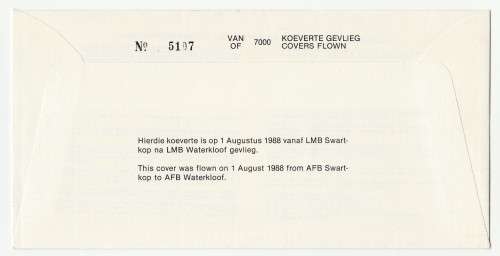 No 5197 VAN OF 7000 KOEVERTE GEVLIEG
COVERS FLOWN
Hierdie koeverte is op 1 Augustus 1988 vanaf LMB Swart-
kop na LMB Waterkloof gevlieg.
This cover was flown on 1 August 1988 from AFB Swart-
kop to AFB Waterkloof.